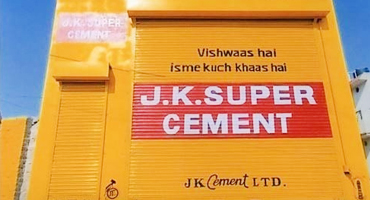 J.K. SUPER
CEMENT
Vishwaas hai
isme kuch khaas hai
J.K.SUPER
CEMENT
JK Cement LTD.